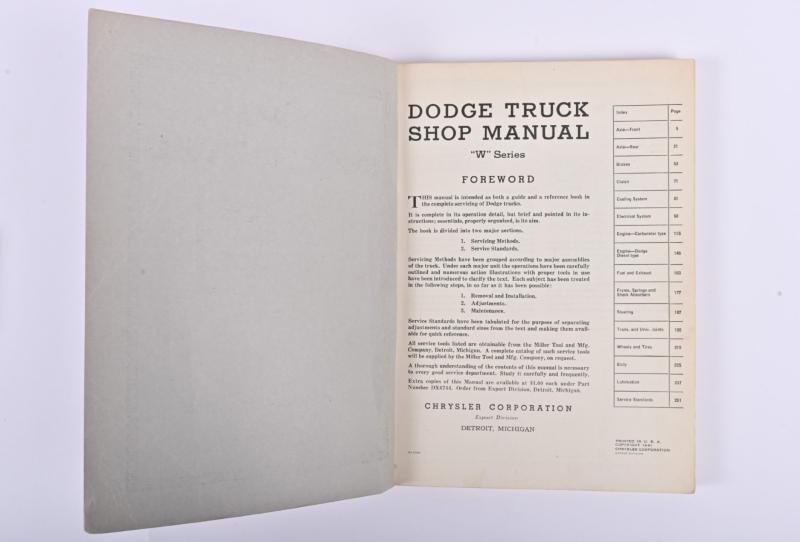 DODGE TRUCK
SHOP MANUAL
"W" Series
FOREWORD
THIS manual is intended as both a guide and a reference book in
the complete servicing of Dodge trucks.
It is complete in its operation detail, but brief and pointed in its in-
structions; essentials, properly organized, is its aim.
The book is divided into two major sections.
1. Servicing Methods.
2. Service Standards.
Servicing Methods have been grouped according to major assemblies
of the truck. Under each major unit the operations have been carefully
outlined and numerous action illustrations with proper tools in use
have been introduced to clarify the text. Each subject has been treated
in the following steps, in so far as it has been possible:
1. Removal and Installation.
2. Adjustments.
3. Maintenance.
Service Standards have been tabulated for the purpose of separating
adjustments and standard sizes from the text and making them avail-
able for quick reference.
All service tools listed are obtainable from the Miller Tool and Mfg.
Company, Detroit, Michigan. A complete catalog of such service tools
will be supplied by the Miller Tool and Mfg. Company, on request.
A thorough understanding of the contents of this manual is necessary
to every good service department. Study it carefully and frequently.
Extra copies of this Manual are available at $1.00 each under Part
Number Order from Export Division, Detroit, Michigan.
CHRYSLER CORPORATION
Export Division
DETROIT, MICHIGAN
Index Page
Axle—Front
Axle—Rear
Brakes
Clutch 71
Cooling System
Electrical System
Engine—Carburetor type
Engine—Dodge
Diesel type
Fuel and Exhaust
Frame, Springs and
Shock Absorbers 177
Steering
Trans. and Univ. Joints
Wheels and Tires
Body
Lubrication
Service Standards
PRINTED IN U. S. A.
COPYRIGHT
CHRYSLER CORPORATION
EXPORT DIVISION